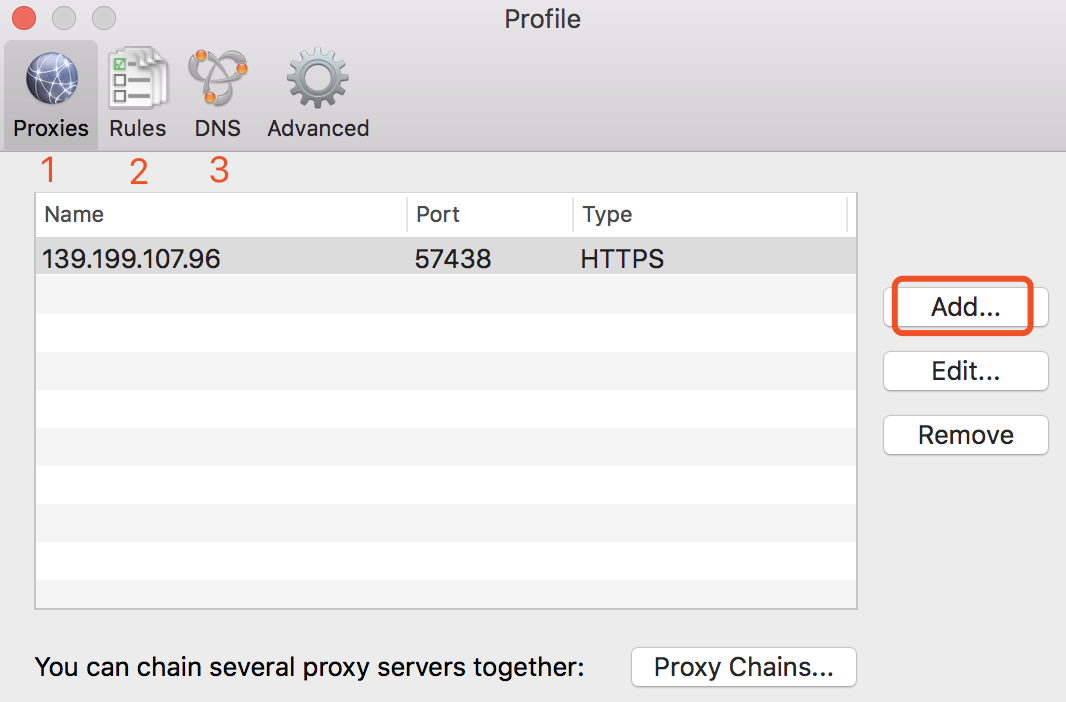 Profile
Proxies Rules DNS Advanced
1 2 3
Name Port Type
139.199.107.96 57438 HTTPS
Add...
Edit...
Remove
You can chain several proxy servers together: Proxy Chains...